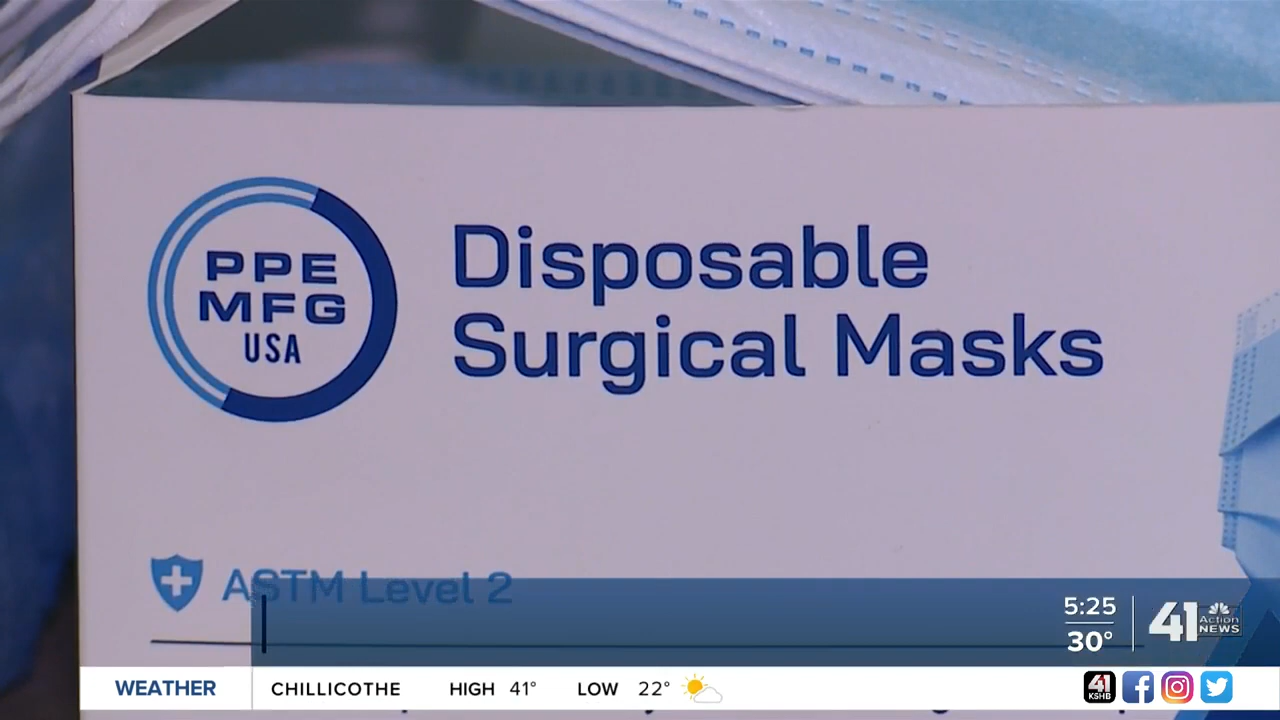 PPE
MFG
USA
Disposable
Surgical Masks
ASTM Level 2
5:25
30°
41 Action NEWS
WEATHER CHILLICOTHE HIGH 41° LOW 22°
41 KSHB